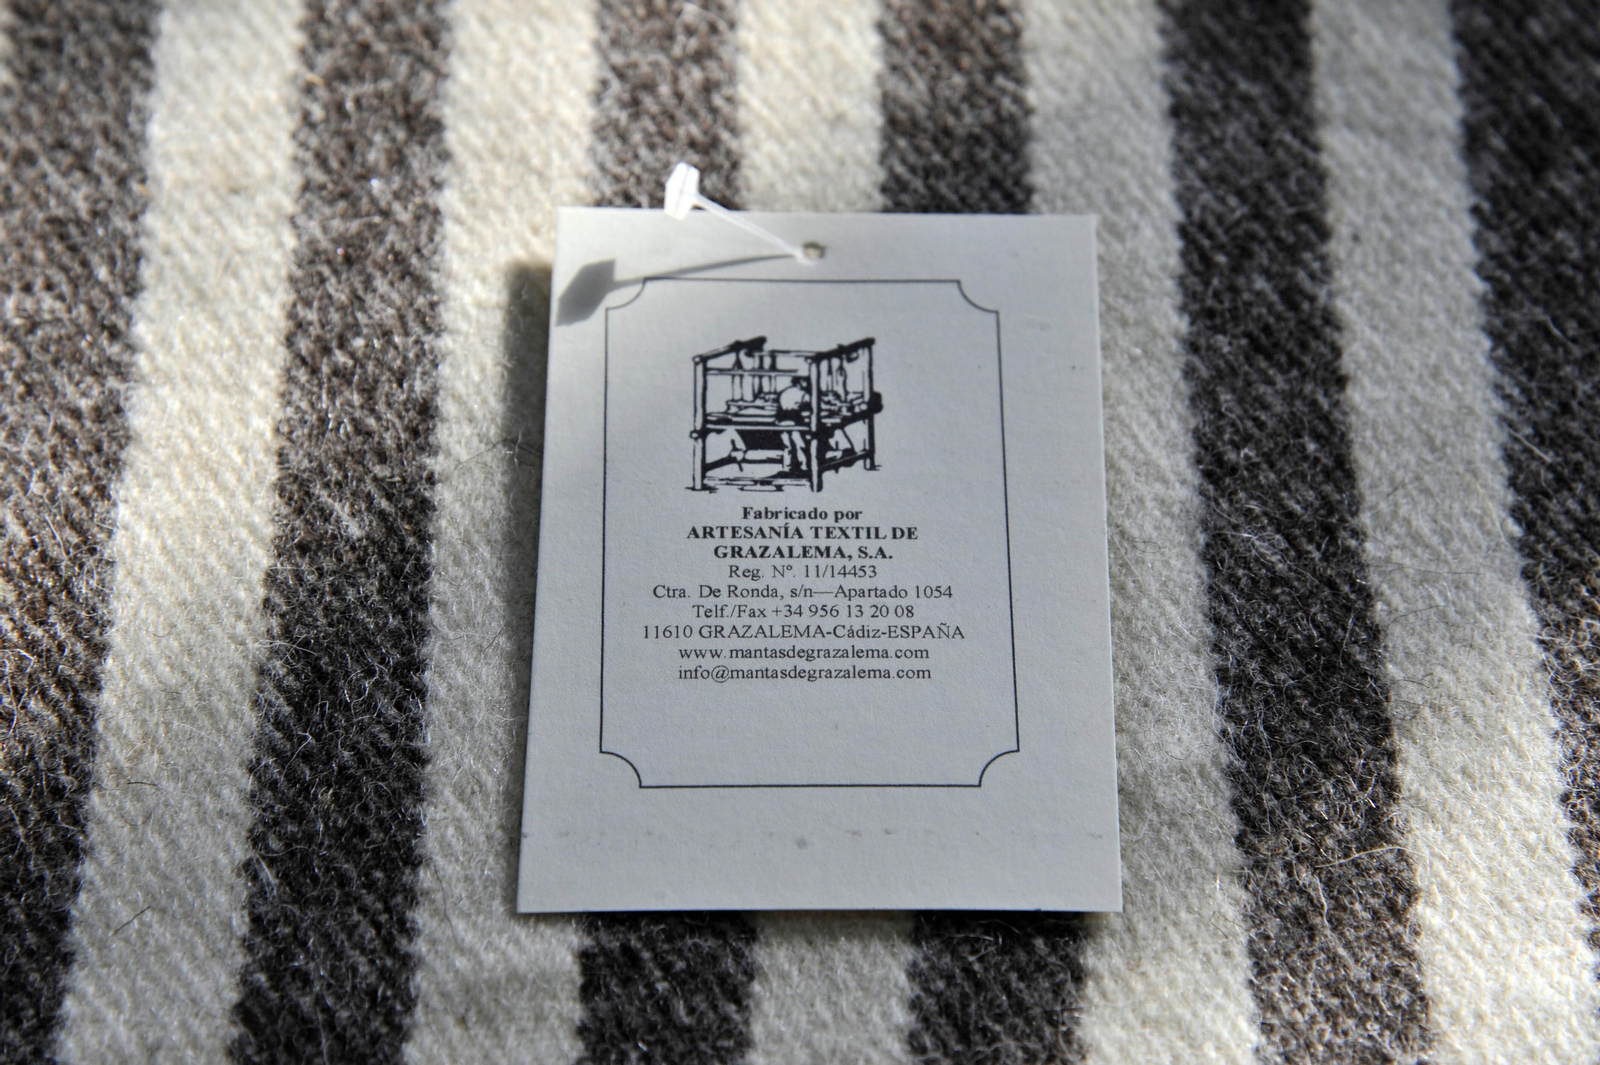 Fabricado por
ARTESANÍA TEXTIL DE
GRAZALEMA, S.A.
Reg. Nº. 11/14453
Ctra. De Ronda, s/n—Apartado 1054
Telf./Fax +34 956 13 20 08
11610 GRAZALEMA-Cádiz-ESPAÑA
www.mantasdegrazalema.com
info@mantasdegrazalema.com